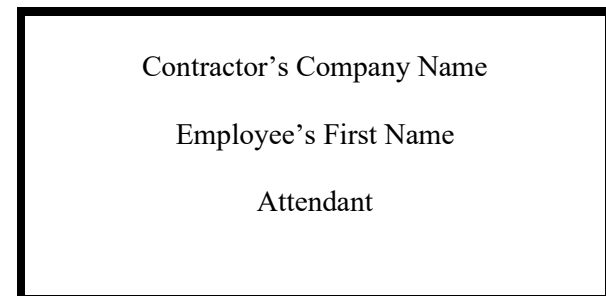 Contractor’s Company Name
Employee’s First Name
Attendant